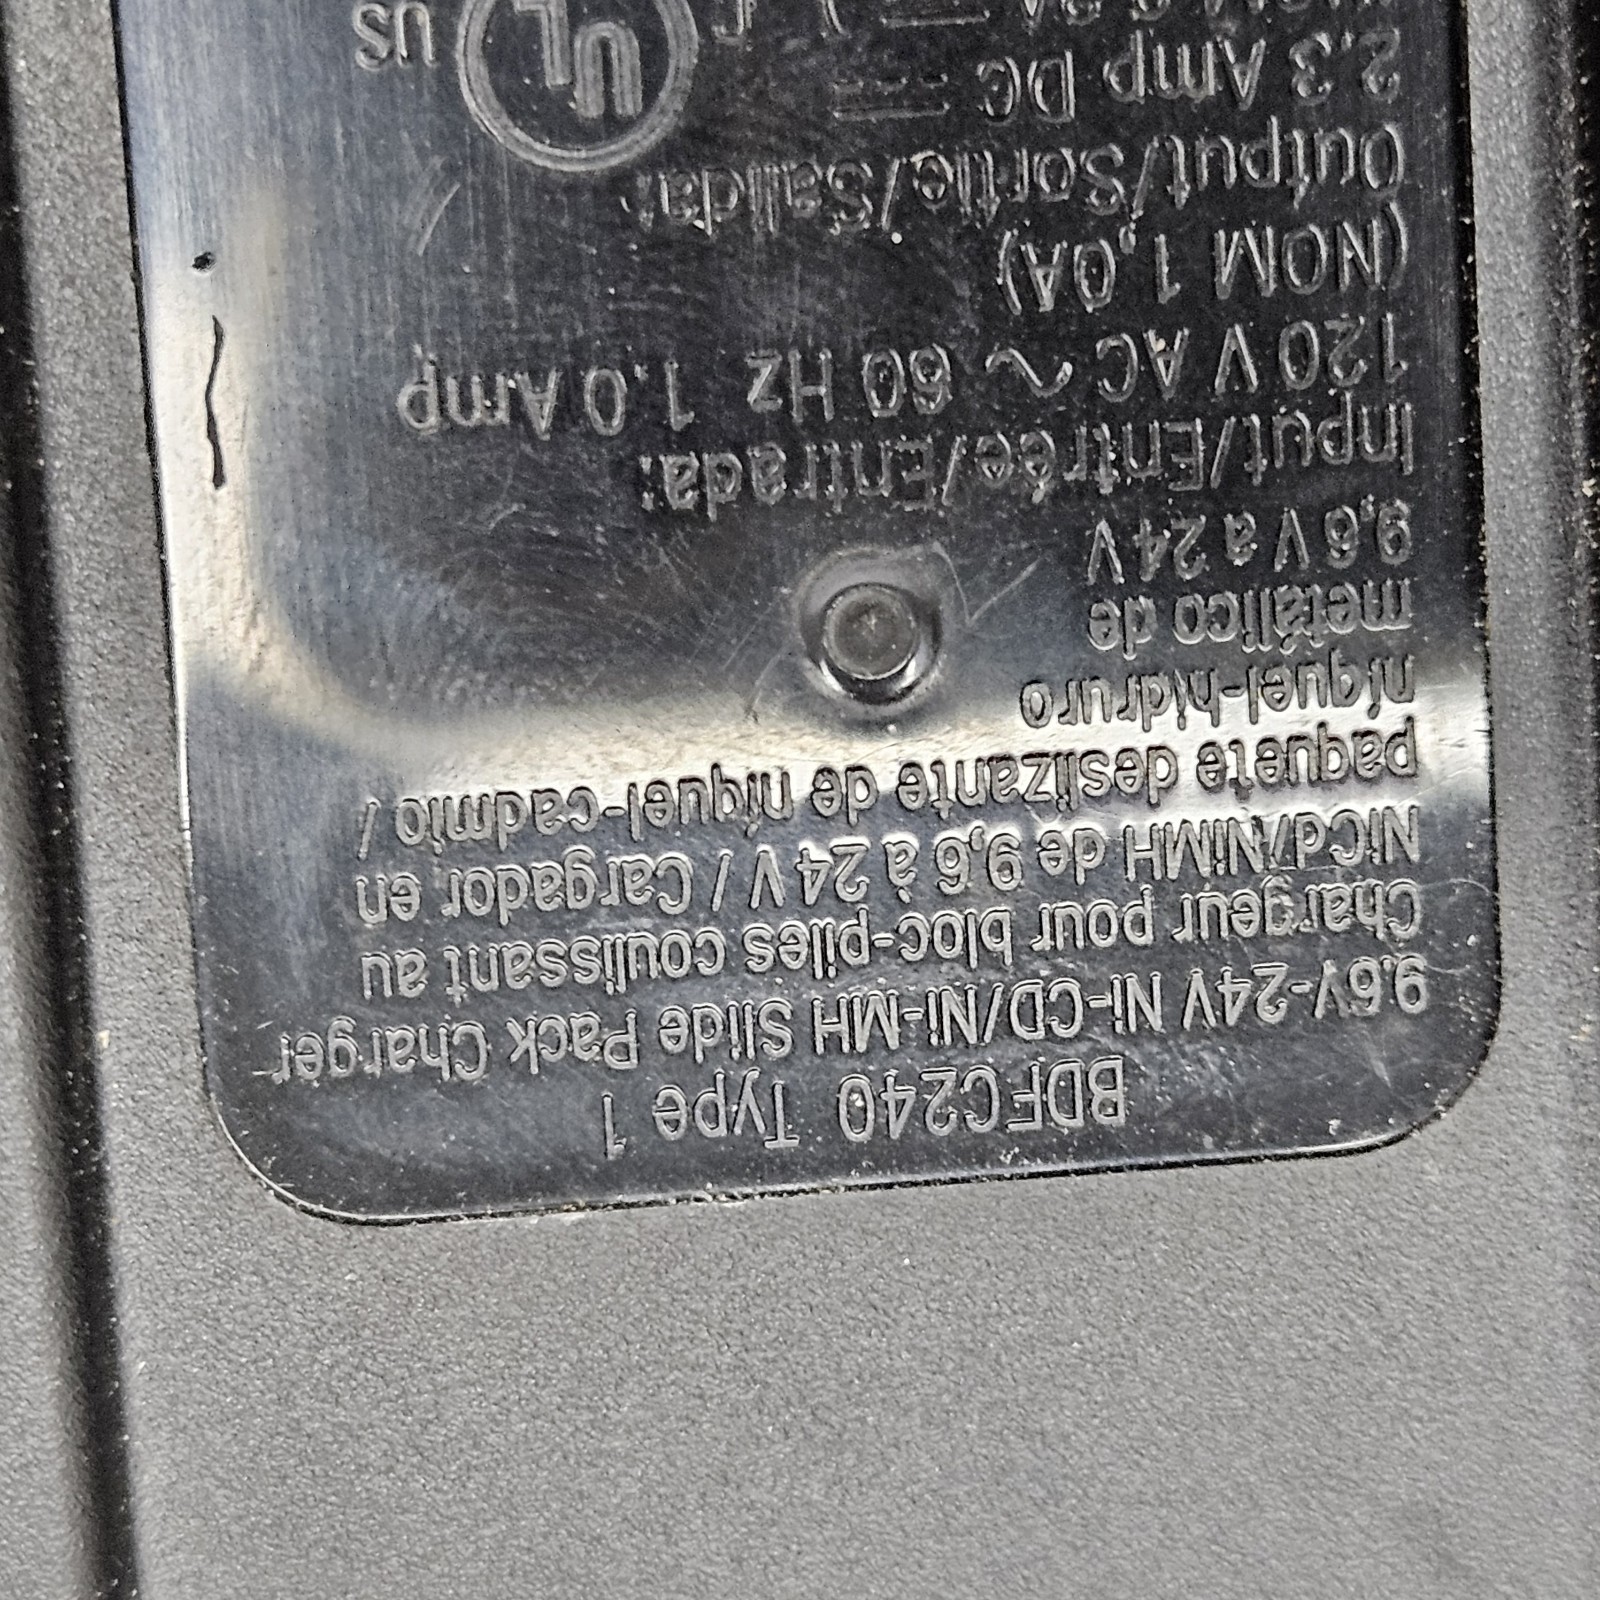 BDFC240 Type 1
9.6V-24V Ni-CD/Ni-MH Slide Pack Charger
Chargeur pour bloc-piles coulissant au
NiCd/NiMH de 9,6 à 24 V / Cargador en
paquete deslizante de níquel-cadmio /
níquel-hidruro
metálico de
9,6 V a 24 V
Input/Entrée/Entrada:
120 V AC ~ 60 Hz 1.0 Amp
(NOM 1,0A)
Output/Sortie/Salida:
2,3 Amp DC
UL US